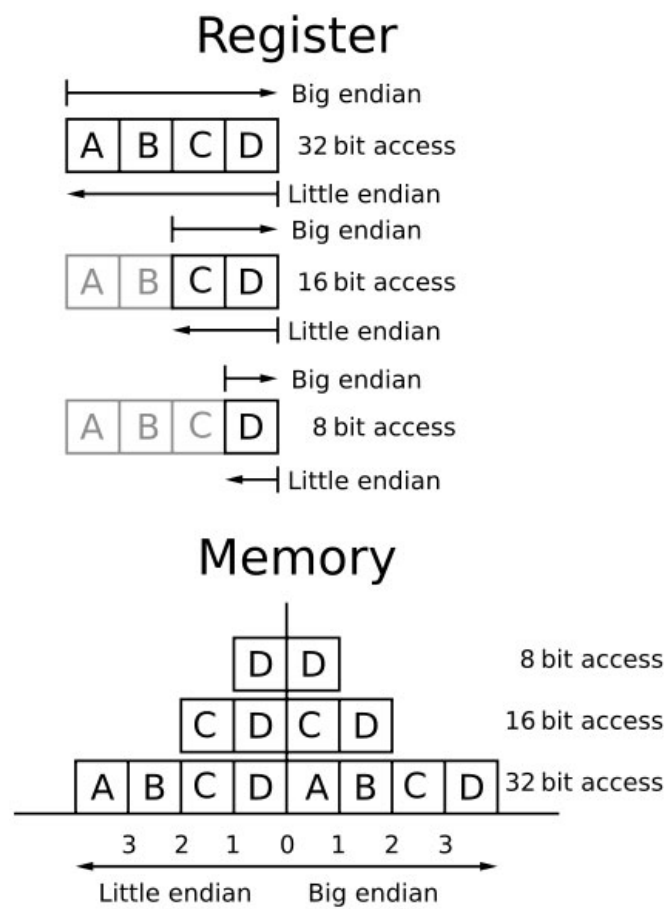 Register
Big endian
A B C D 32 bit access
Little endian
Big endian
A B C D 16 bit access
Little endian
Big endian
A B C D 8 bit access
Little endian
Memory
D D 8 bit access
C D C D 16 bit access
A B C D A B C D 32 bit access
3 2 1 0 1 2 3
Little endian Big endian